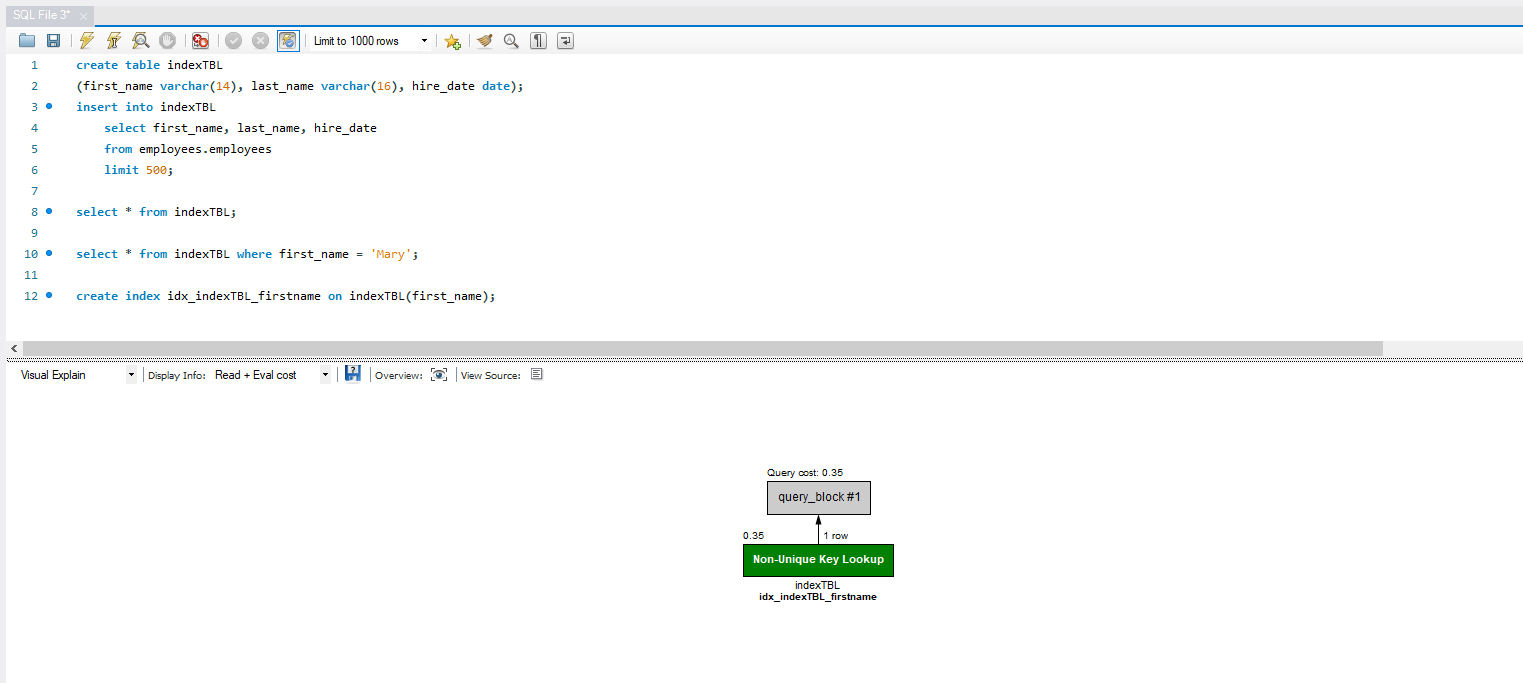 SQL File 3*
Limit to 1000 rows
1 create table indexTBL
2 (first_name varchar(14), last_name varchar(16), hire_date date);
3 insert into indexTBL
4 select first_name, last_name, hire_date
5 from employees.employees
6 limit 500;
7
8 select * from indexTBL;
9
10 select * from indexTBL where first_name = 'Mary';
11
12 create index idx_indexTBL_firstname on indexTBL(first_name);
Visual Explain Display Info: Read + Eval cost Overview: View Source:
Query cost: 0.35
query_block #1
0.35 1 row
Non-Unique Key Lookup
indexTBL
idx_indexTBL_firstname